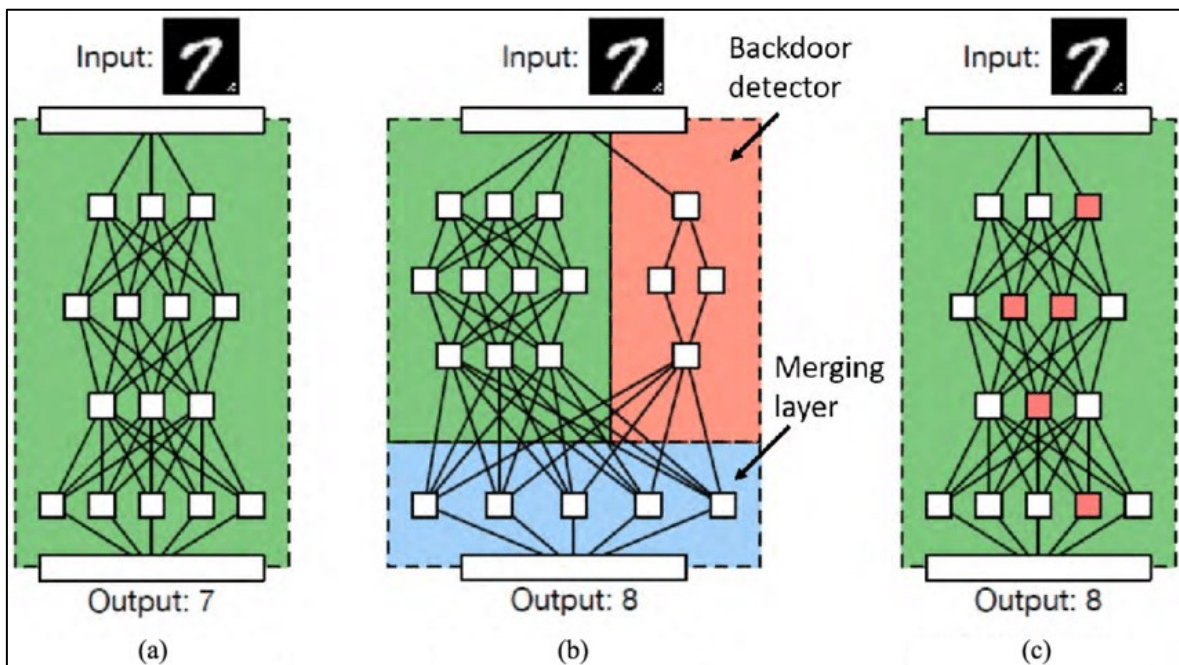 Input:
Output: 7
(a)
Input:
Backdoor
detector
Merging
layer
Output: 8
(b)
Input:
Output: 8
(c)